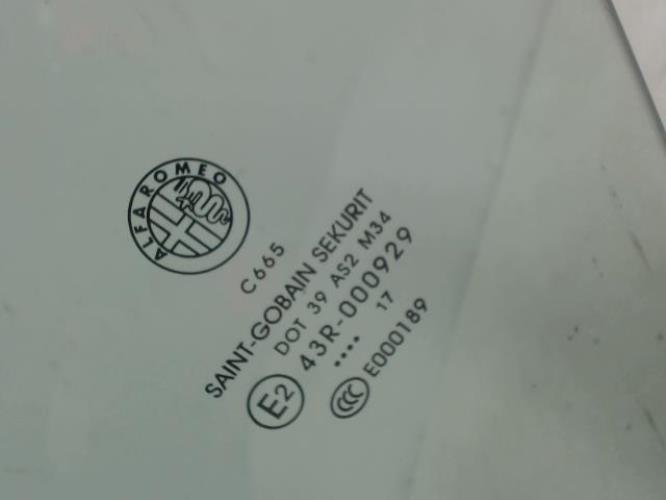 ALFA ROMEO
C665
SAINT-GOBAIN SEKURIT
DOT 39 AS2 M34
E2 43R-000929
.... 17
CCC E000189